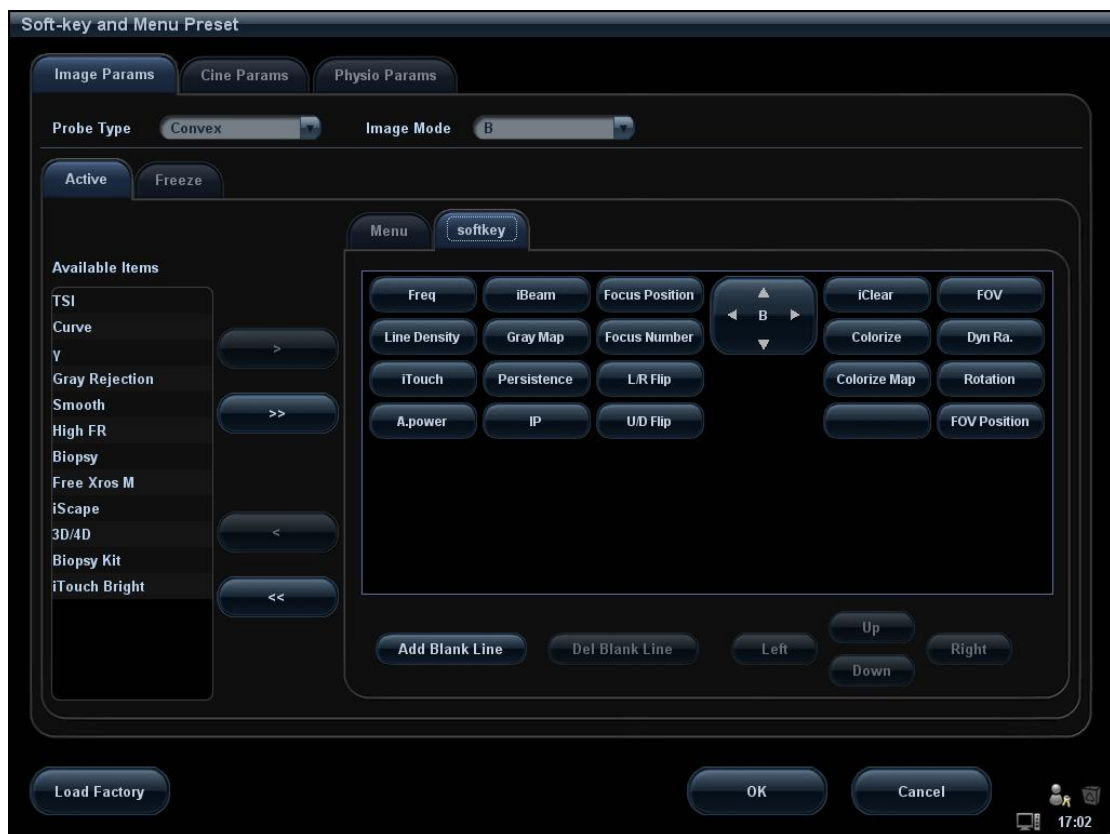 Soft-key and Menu Preset
Image Params Cine Params Physio Params
Probe Type Convex Image Mode B
Active Freeze
Menu softkey
Available Items
TSI
Curve
γ
Gray Rejection
Smooth
High FR
Biopsy
Free Xros M
iScape
3D/4D
Biopsy Kit
iTouch Bright
>
>>
<
<<
Freq iBeam Focus Position B iClear FOV
Line Density Gray Map Focus Number Colorize Dyn Ra.
iTouch Persistence L/R Flip Colorize Map Rotation
A.power IP U/D Flip FOV Position
Add Blank Line Del Blank Line Left Up Down Right
Load Factory OK Cancel
17:02